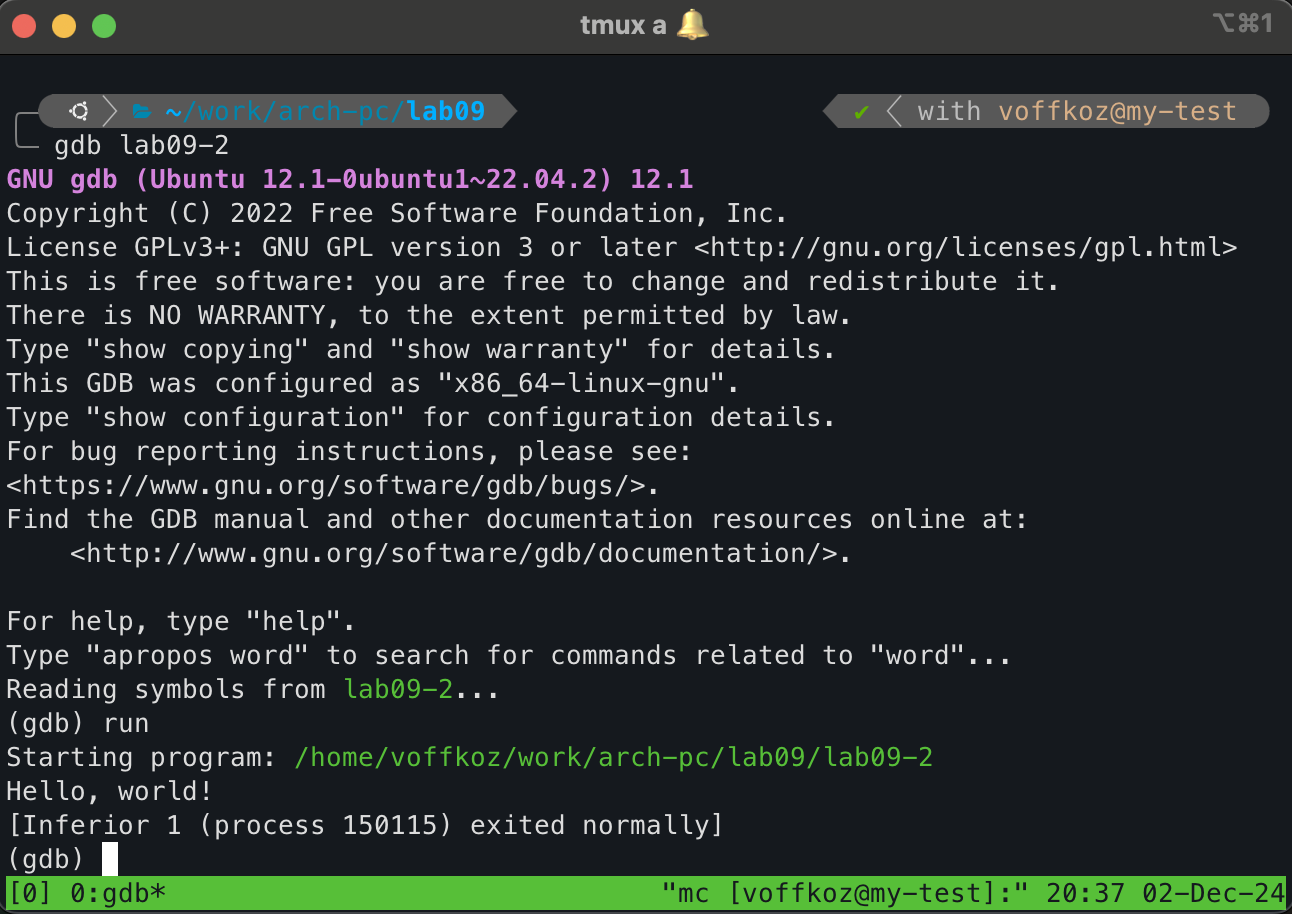 tmux a 🔔 ⌥⌘1
~/work/arch-pc/lab09 ✔ with voffkoz@my-test
gdb lab09-2
GNU gdb (Ubuntu 12.1-0ubuntu1~22.04.2) 12.1
Copyright (C) 2022 Free Software Foundation, Inc.
License GPLv3+: GNU GPL version 3 or later <http://gnu.org/licenses/gpl.html>
This is free software: you are free to change and redistribute it.
There is NO WARRANTY, to the extent permitted by law.
Type "show copying" and "show warranty" for details.
This GDB was configured as "x86_64-linux-gnu".
Type "show configuration" for configuration details.
For bug reporting instructions, please see:
<https://www.gnu.org/software/gdb/bugs/>.
Find the GDB manual and other documentation resources online at:
    <http://www.gnu.org/software/gdb/documentation/>.

For help, type "help".
Type "apropos word" to search for commands related to "word"...
Reading symbols from lab09-2...
(gdb) run
Starting program: /home/voffkoz/work/arch-pc/lab09/lab09-2
Hello, world!
[Inferior 1 (process 150115) exited normally]
(gdb)
[0] 0:gdb* "mc [voffkoz@my-test]:" 20:37 02-Dec-24